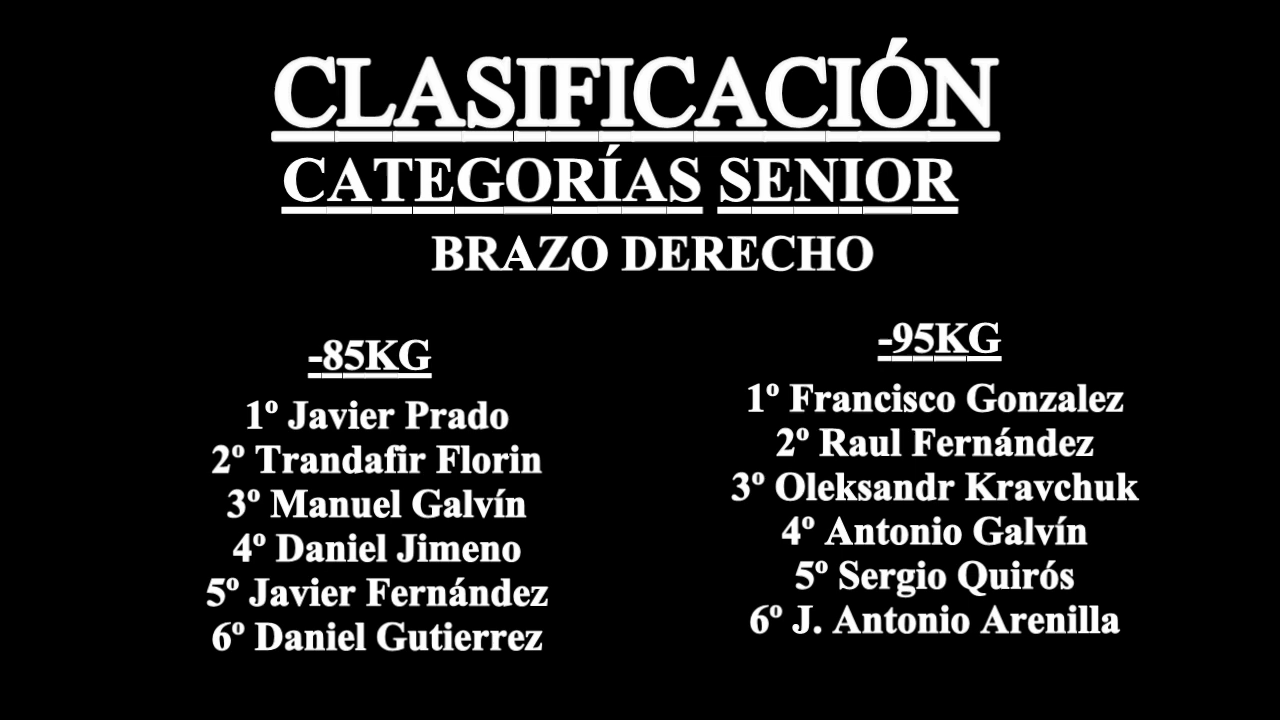 CLASIFICACIÓN
CATEGORÍAS SENIOR
BRAZO DERECHO
-85KG
1º Javier Prado
2º Trandafir Florin
3º Manuel Galvín
4º Daniel Jimeno
5º Javier Fernández
6º Daniel Gutierrez
-95KG
1º Francisco Gonzalez
2º Raul Fernández
3º Oleksandr Kravchuk
4º Antonio Galvín
5º Sergio Quirós
6º J. Antonio Arenilla